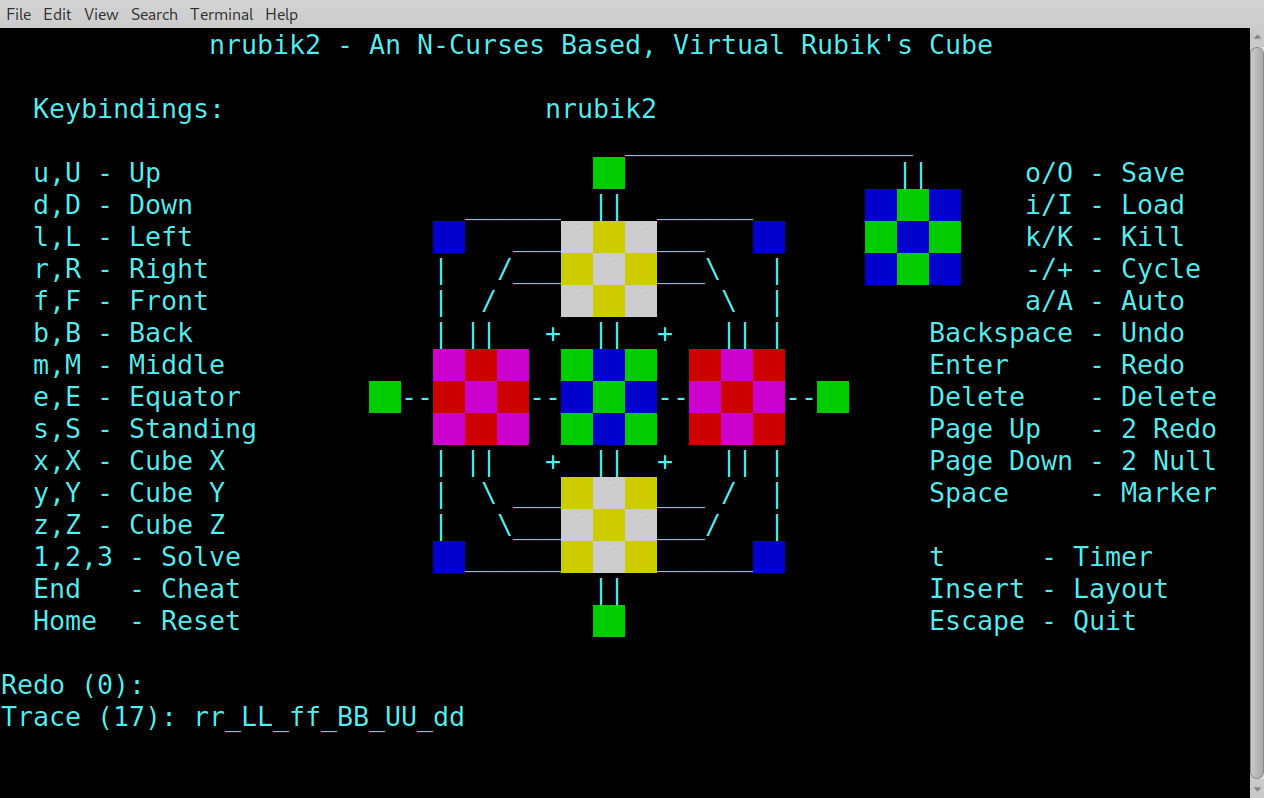 File Edit View Search Terminal Help
nrubik2 - An N-Curses Based, Virtual Rubik's Cube
Keybindings: nrubik2
u,U - Up o/O - Save
d,D - Down i/I - Load
l,L - Left k/K - Kill
r,R - Right -/+ - Cycle
f,F - Front a/A - Auto
b,B - Back Backspace - Undo
m,M - Middle Enter - Redo
e,E - Equator Delete - Delete
s,S - Standing Page Up - 2 Redo
x,X - Cube X Page Down - 2 Null
y,Y - Cube Y Space - Marker
z,Z - Cube Z
1,2,3 - Solve t - Timer
End - Cheat Insert - Layout
Home - Reset Escape - Quit
Redo (0):
Trace (17): rr_LL_ff_BB_UU_dd